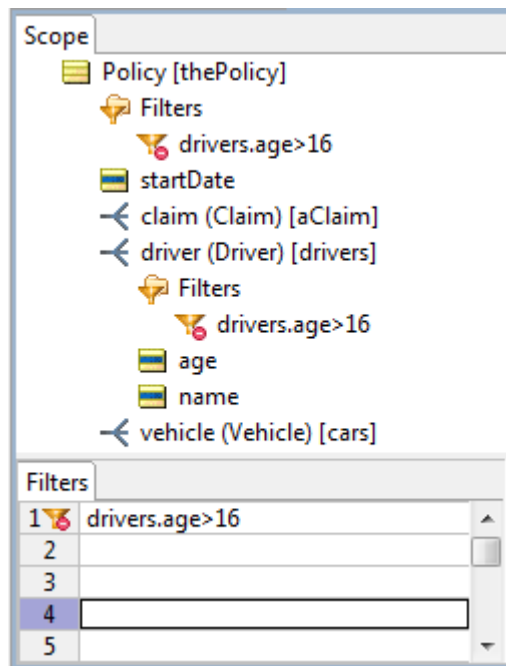 Scope
Policy [thePolicy]
Filters
drivers.age>16
startDate
claim (Claim) [aClaim]
driver (Driver) [drivers]
Filters
drivers.age>16
age
name
vehicle (Vehicle) [cars]
Filters
1 drivers.age>16
2
3
4
5